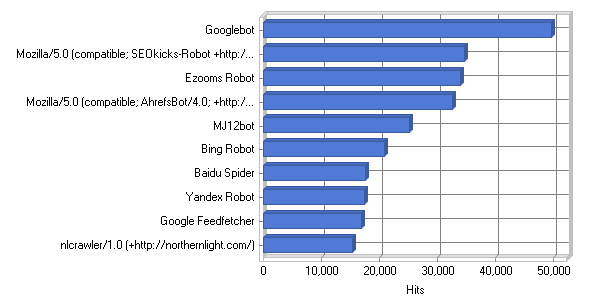 Googlebot
Mozilla/5.0 (compatible; SEOkicks-Robot +http:/...
Ezooms Robot
Mozilla/5.0 (compatible; AhrefsBot/4.0; +http:/...
MJ12bot
Bing Robot
Baidu Spider
Yandex Robot
Google Feedfetcher
nlcrawler/1.0 (+http://northernlight.com/)
0 10,000 20,000 30,000 40,000 50,000
Hits